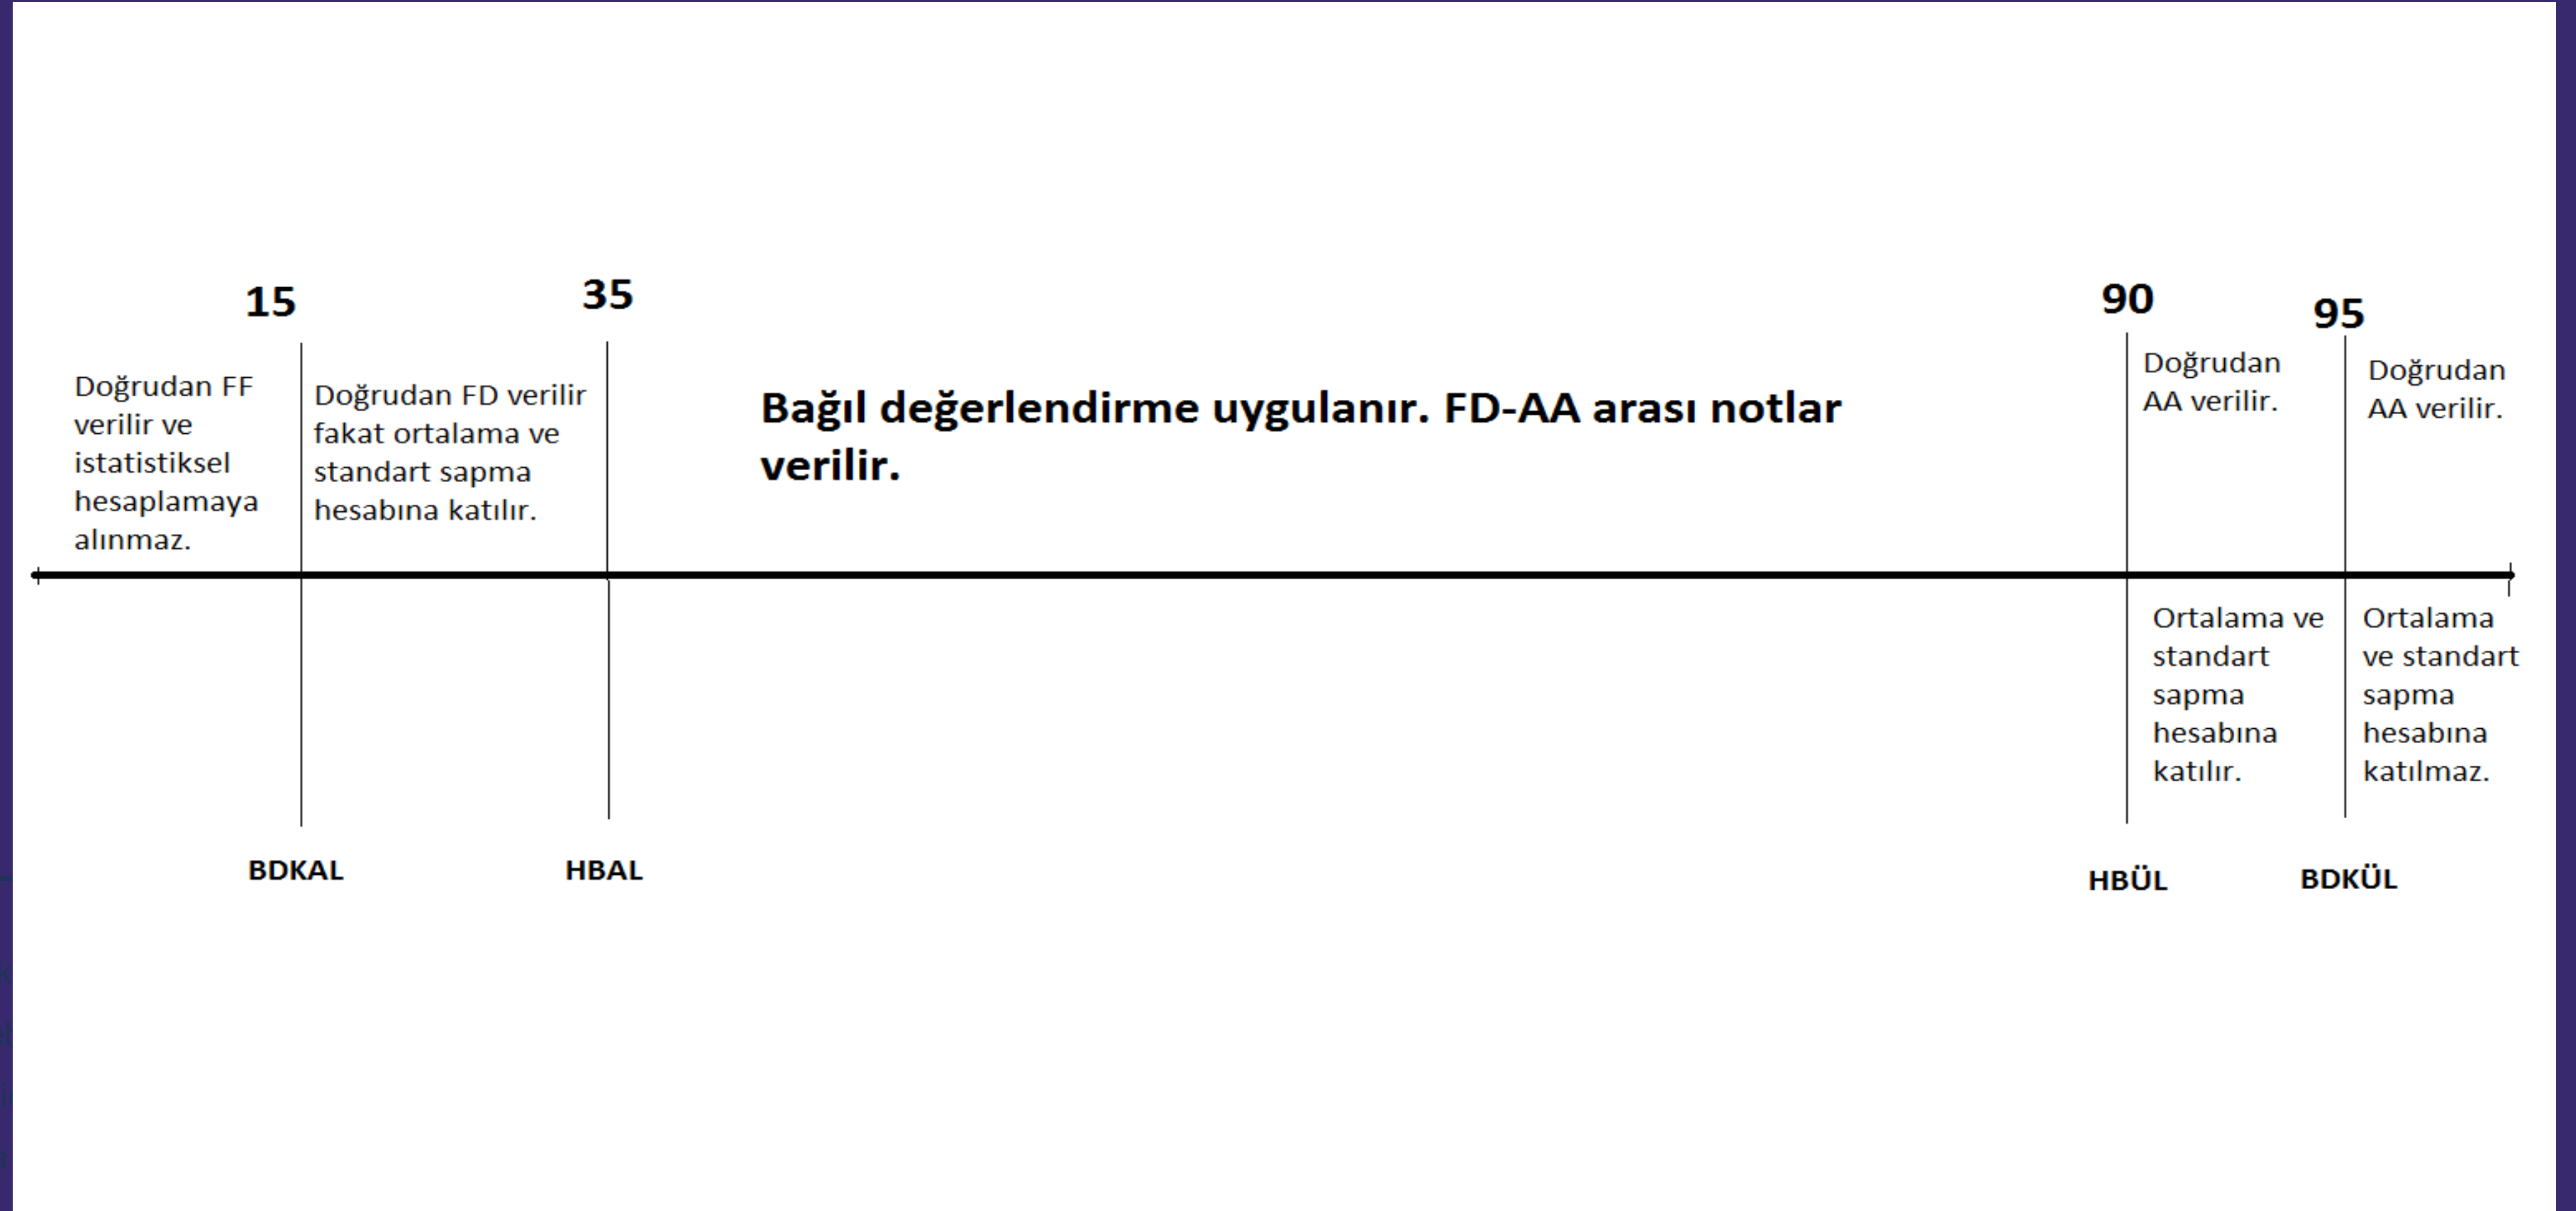 15
35
90
95
Doğrudan FF
verilir ve
istatistiksel
hesaplamaya
alınmaz.
Doğrudan FD verilir
fakat ortalama ve
standart sapma
hesabına katılır.
Bağıl değerlendirme uygulanır. FD-AA arası notlar
verilir.
Doğrudan
AA verilir.
Doğrudan
AA verilir.
Ortalama ve
standart
sapma
hesabına
katılır.
Ortalama
ve standart
sapma
hesabına
katılmaz.
BDKAL
HBAL
HBÜL
BDKÜL